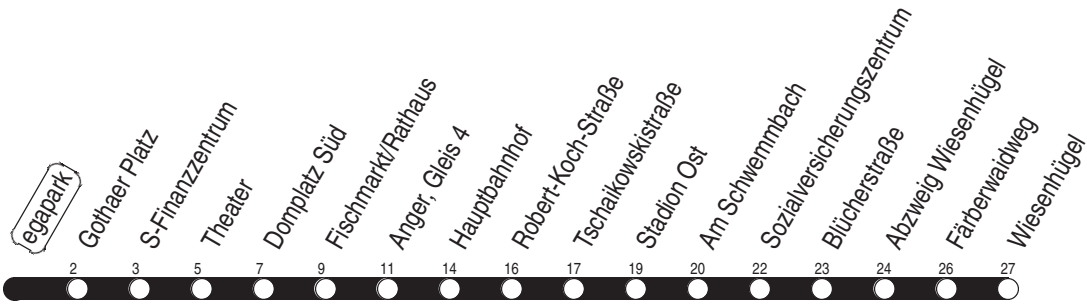 egapark
Gothaer Platz
S-Finanzzentrum
Theater
Domplatz Süd
Fischmarkt/Rathaus
Anger, Gleis 4
Hauptbahnhof
Robert-Koch-Straße
Tschaikowskistraße
Stadion Ost
Am Schwemmbach
Sozialversicherungszentrum
Blücherstraße
Abzweig Wiesenhügel
Färberwaidweg
Wiesenhügel
2 3 5 7 9 11 14 16 17 19 20 22 23 24 26 27